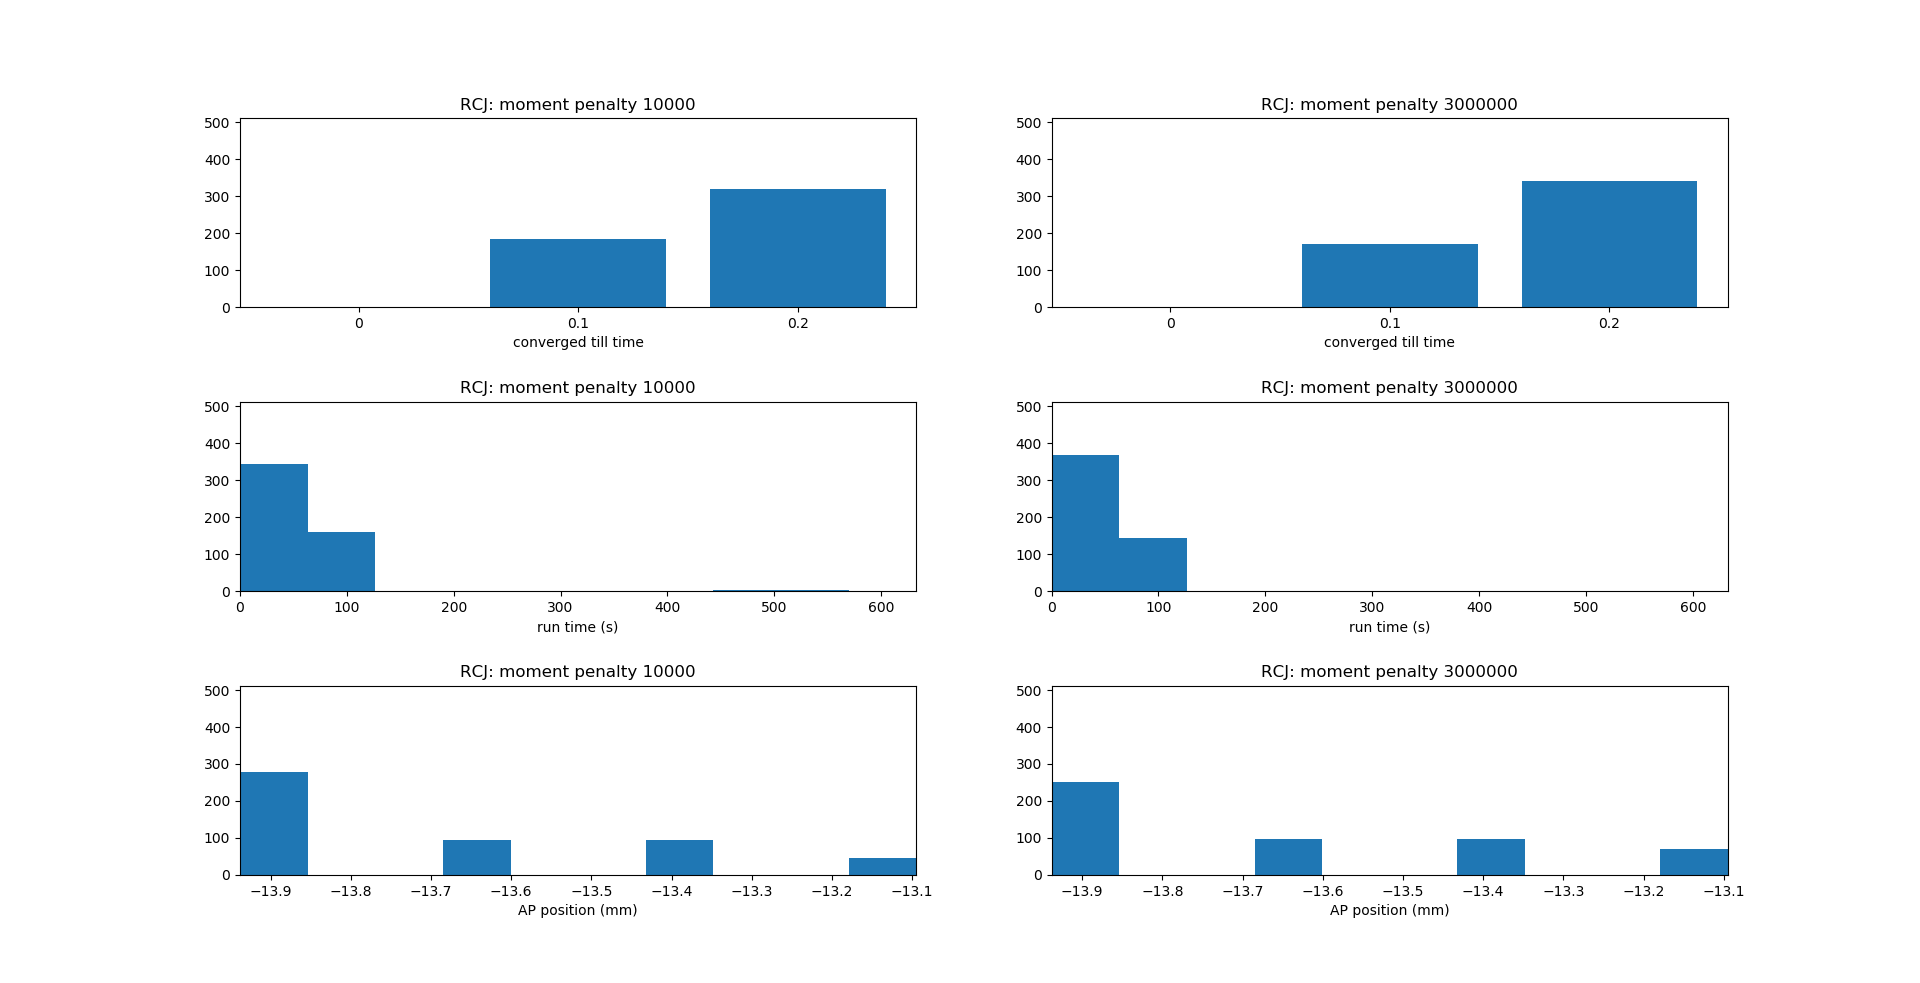 RCJ: moment penalty 10000
500
400
300
200
100
0
0 0.1 0.2
converged till time
RCJ: moment penalty 3000000
500
400
300
200
100
0
0 0.1 0.2
converged till time
RCJ: moment penalty 10000
500
400
300
200
100
0
0 100 200 300 400 500 600
run time (s)
RCJ: moment penalty 3000000
500
400
300
200
100
0
0 100 200 300 400 500 600
run time (s)
RCJ: moment penalty 10000
500
400
300
200
100
0
−13.9 −13.8 −13.7 −13.6 −13.5 −13.4 −13.3 −13.2 −13.1
AP position (mm)
RCJ: moment penalty 3000000
500
400
300
200
100
0
−13.9 −13.8 −13.7 −13.6 −13.5 −13.4 −13.3 −13.2 −13.1
AP position (mm)